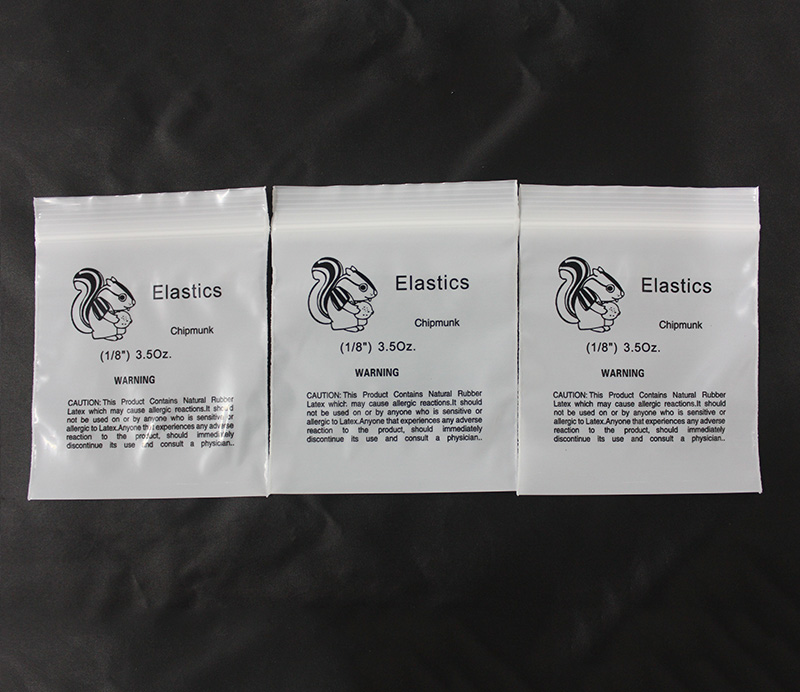 Elastics
Chipmunk
(1/8") 3.5Oz.
WARNING
CAUTION: This Product Contains Natural Rubber
Latex which may cause allergic reactions.It should
not be used on or by anyone who is sensitive or
allergic to Latex.Anyone that experiences any adverse
reaction to the product, should immediately
discontinue its use and consult a physician..
Elastics
Chipmunk
(1/8") 3.5Oz.
WARNING
CAUTION: This Product Contains Natural Rubber
Latex which may cause allergic reactions.It should
not be used on or by anyone who is sensitive or
allergic to Latex.Anyone that experiences any adverse
reaction to the product, should immediately
discontinue its use and consult a physician..
Elastics
Chipmunk
(1/8") 3.5Oz.
WARNING
CAUTION: This Product Contains Natural Rubber
Latex which may cause allergic reactions.It should
not be used on or by anyone who is sensitive or
allergic to Latex.Anyone that experiences any adverse
reaction to the product, should immediately
discontinue its use and consult a physician..